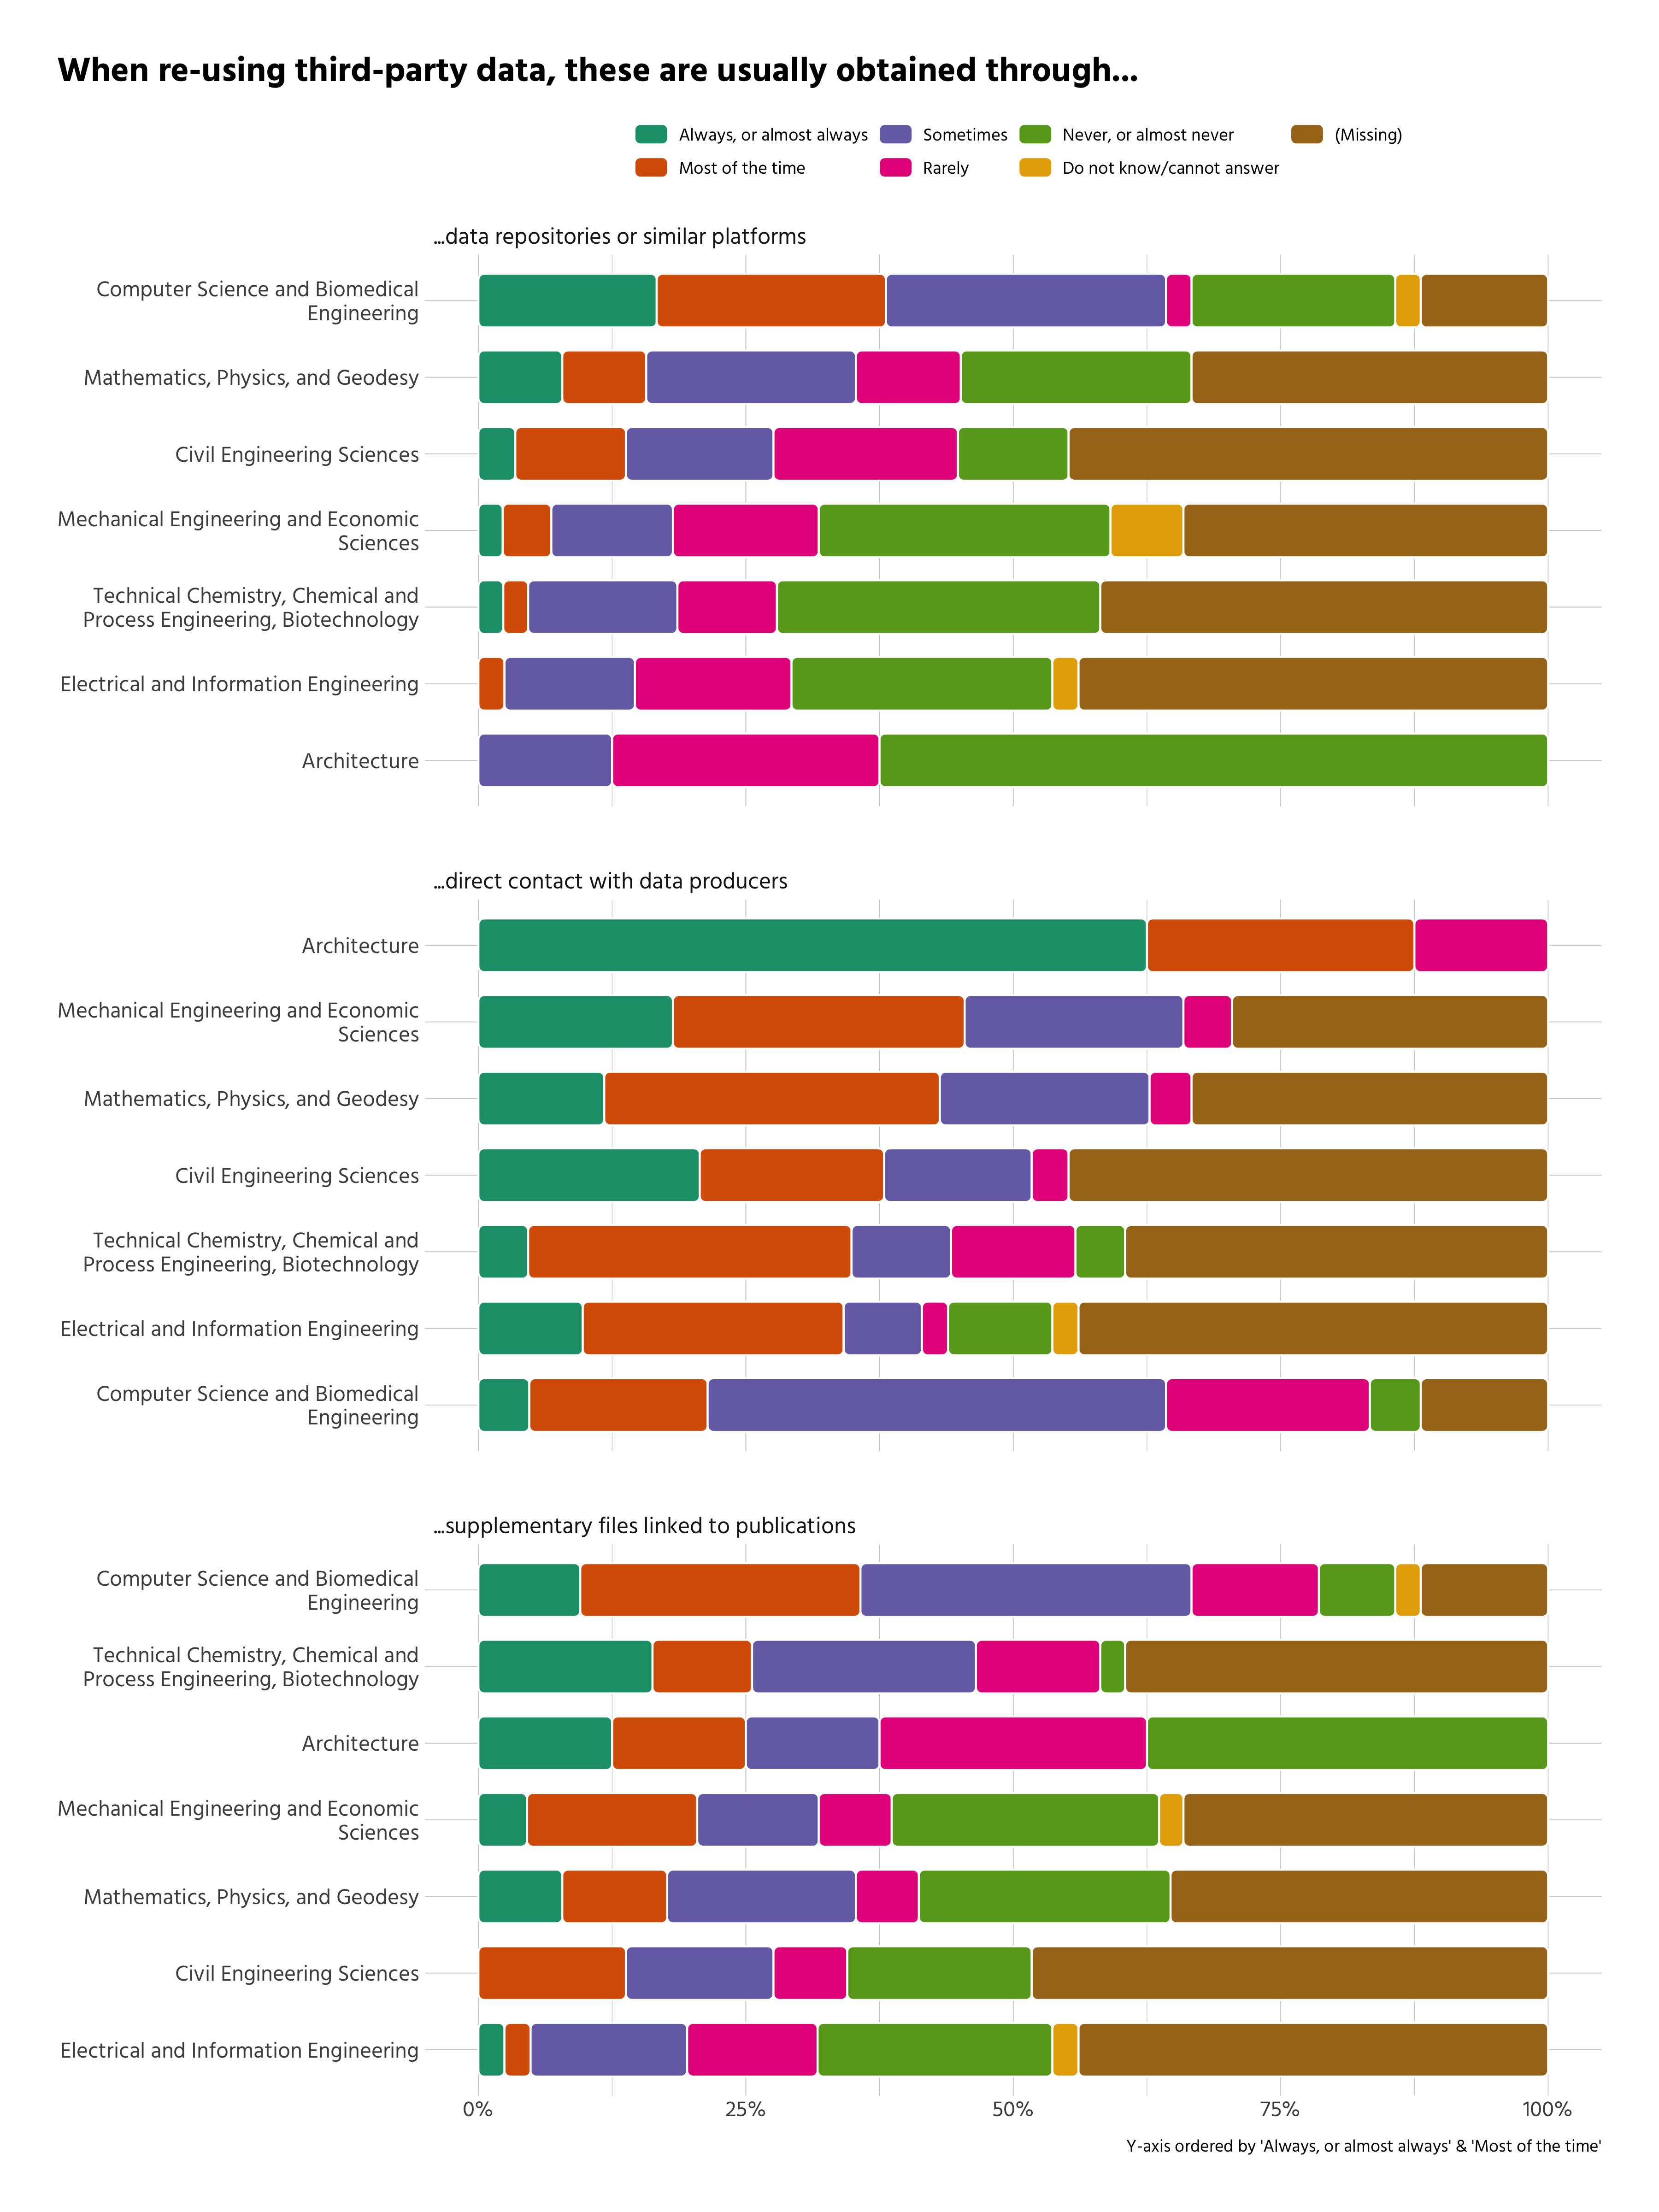 When re-using third-party data, these are usually obtained through...
Always, or almost always
Sometimes
Never, or almost never
(Missing)
Most of the time
Rarely
Do not know/cannot answer
...data repositories or similar platforms
Computer Science and Biomedical
Engineering
Mathematics, Physics, and Geodesy
Civil Engineering Sciences
Mechanical Engineering and Economic
Sciences
Technical Chemistry, Chemical and
Process Engineering, Biotechnology
Electrical and Information Engineering
Architecture
...direct contact with data producers
Architecture
Mechanical Engineering and Economic
Sciences
Mathematics, Physics, and Geodesy
Civil Engineering Sciences
Technical Chemistry, Chemical and
Process Engineering, Biotechnology
Electrical and Information Engineering
Computer Science and Biomedical
Engineering
...supplementary files linked to publications
Computer Science and Biomedical
Engineering
Technical Chemistry, Chemical and
Process Engineering, Biotechnology
Architecture
Mechanical Engineering and Economic
Sciences
Mathematics, Physics, and Geodesy
Civil Engineering Sciences
Electrical and Information Engineering
0% 25% 50% 75% 100%
Y-axis ordered by 'Always, or almost always' & 'Most of the time'